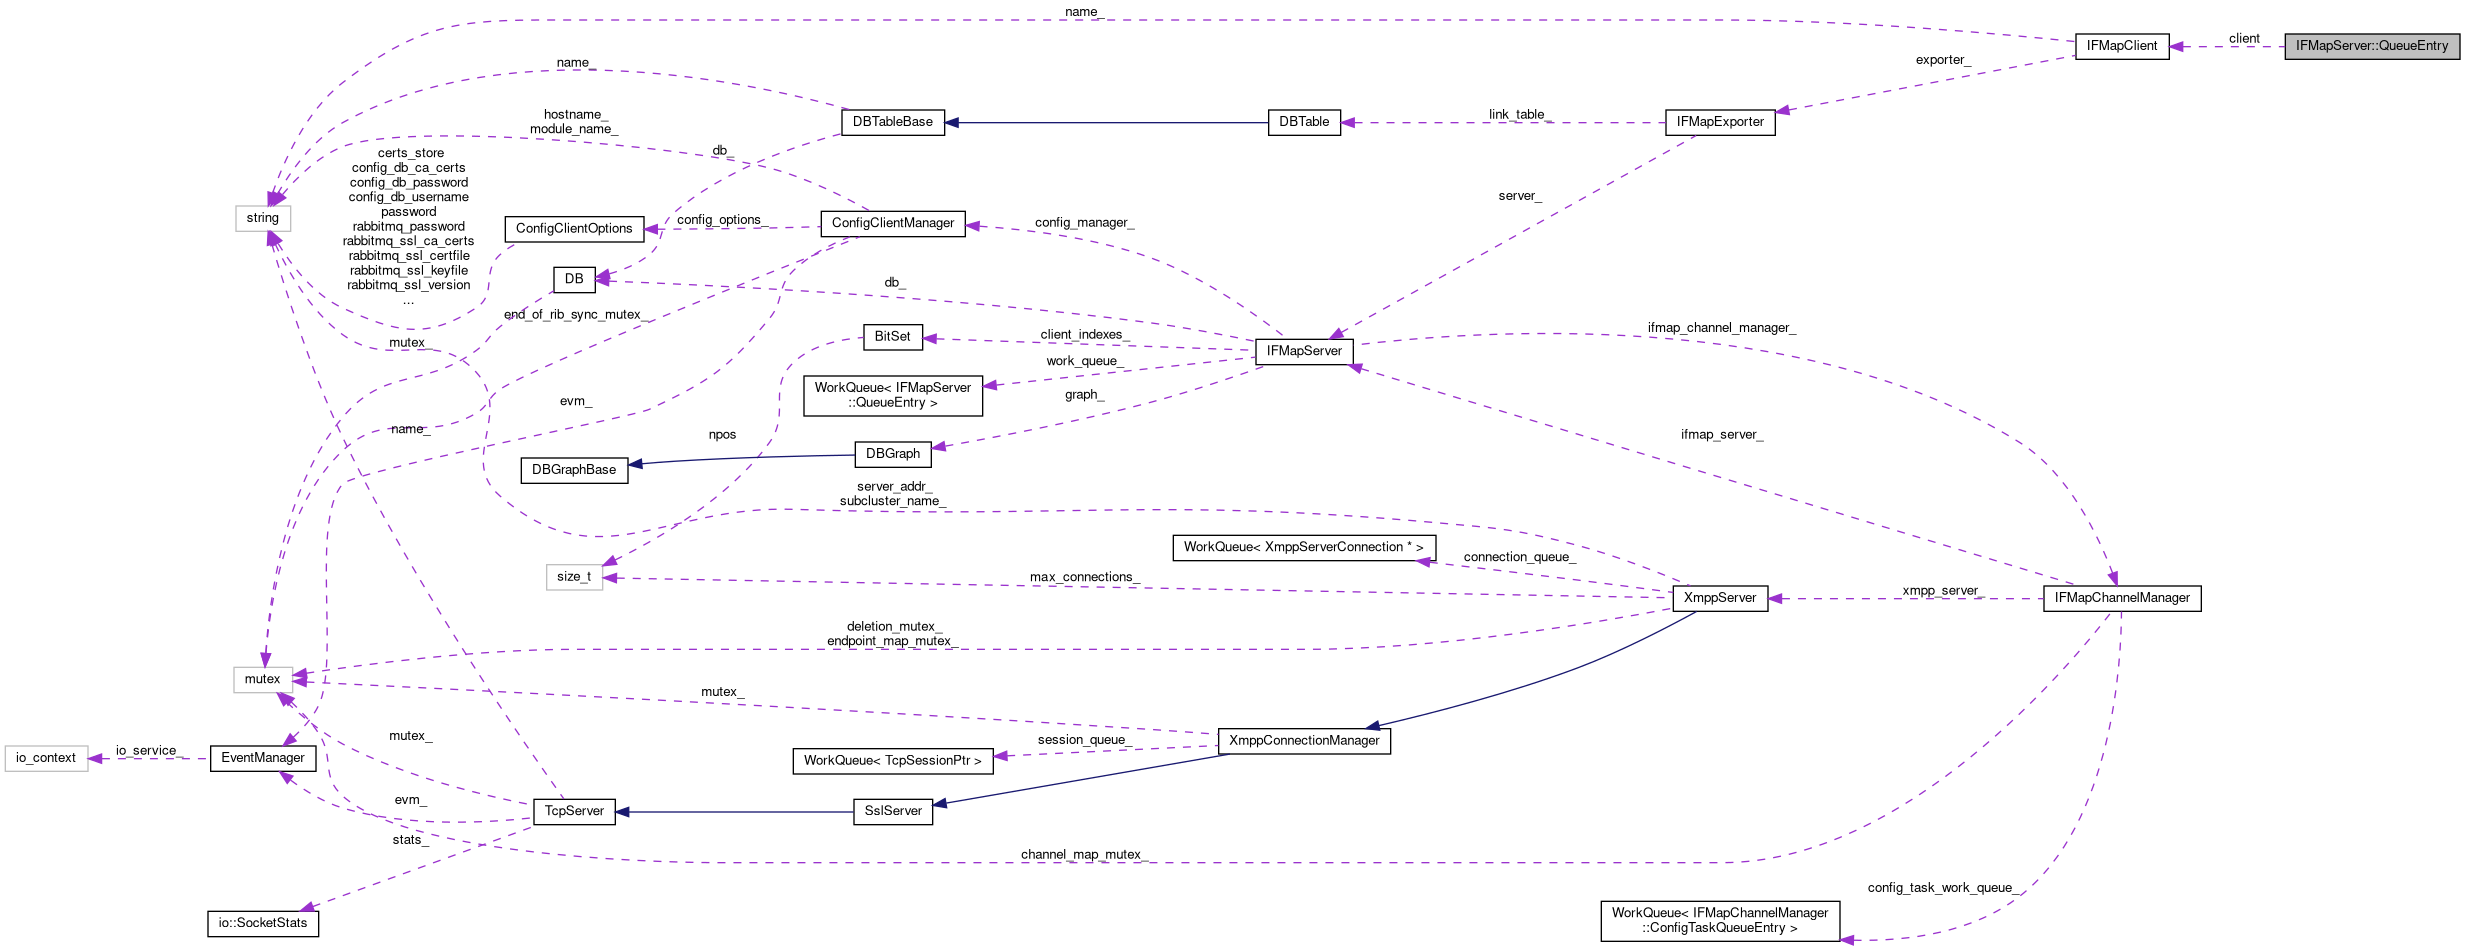 name_
IFMapClient
client
IFMapServer::QueueEntry
name_
exporter_
hostname_
module_name_
DBTableBase
DBTable
link_table_
IFMapExporter
certs_store
config_db_ca_certs
config_db_password
config_db_username
password
rabbitmq_password
rabbitmq_ssl_ca_certs
rabbitmq_ssl_certfile
rabbitmq_ssl_keyfile
rabbitmq_ssl_version
...
db_
server_
string
ConfigClientOptions
config_options_
ConfigClientManager
config_manager_
DB
db_
end_of_rib_sync_mutex_
mutex_
BitSet
client_indexes_
IFMapServer
ifmap_channel_manager_
work_queue_
WorkQueue< IFMapServer
::QueueEntry >
graph_
evm_
name_
npos
ifmap_server_
DBGraphBase
DBGraph
server_addr_
subcluster_name_
WorkQueue< XmppServerConnection * >
connection_queue_
size_t
max_connections_
XmppServer
xmpp_server_
IFMapChannelManager
deletion_mutex_
endpoint_map_mutex_
mutex
mutex_
mutex_
session_queue_
XmppConnectionManager
io_context
io_service_
EventManager
WorkQueue< TcpSessionPtr >
evm_
TcpServer
SslServer
stats_
channel_map_mutex_
config_task_work_queue_
io::SocketStats
WorkQueue< IFMapChannelManager
::ConfigTaskQueueEntry >